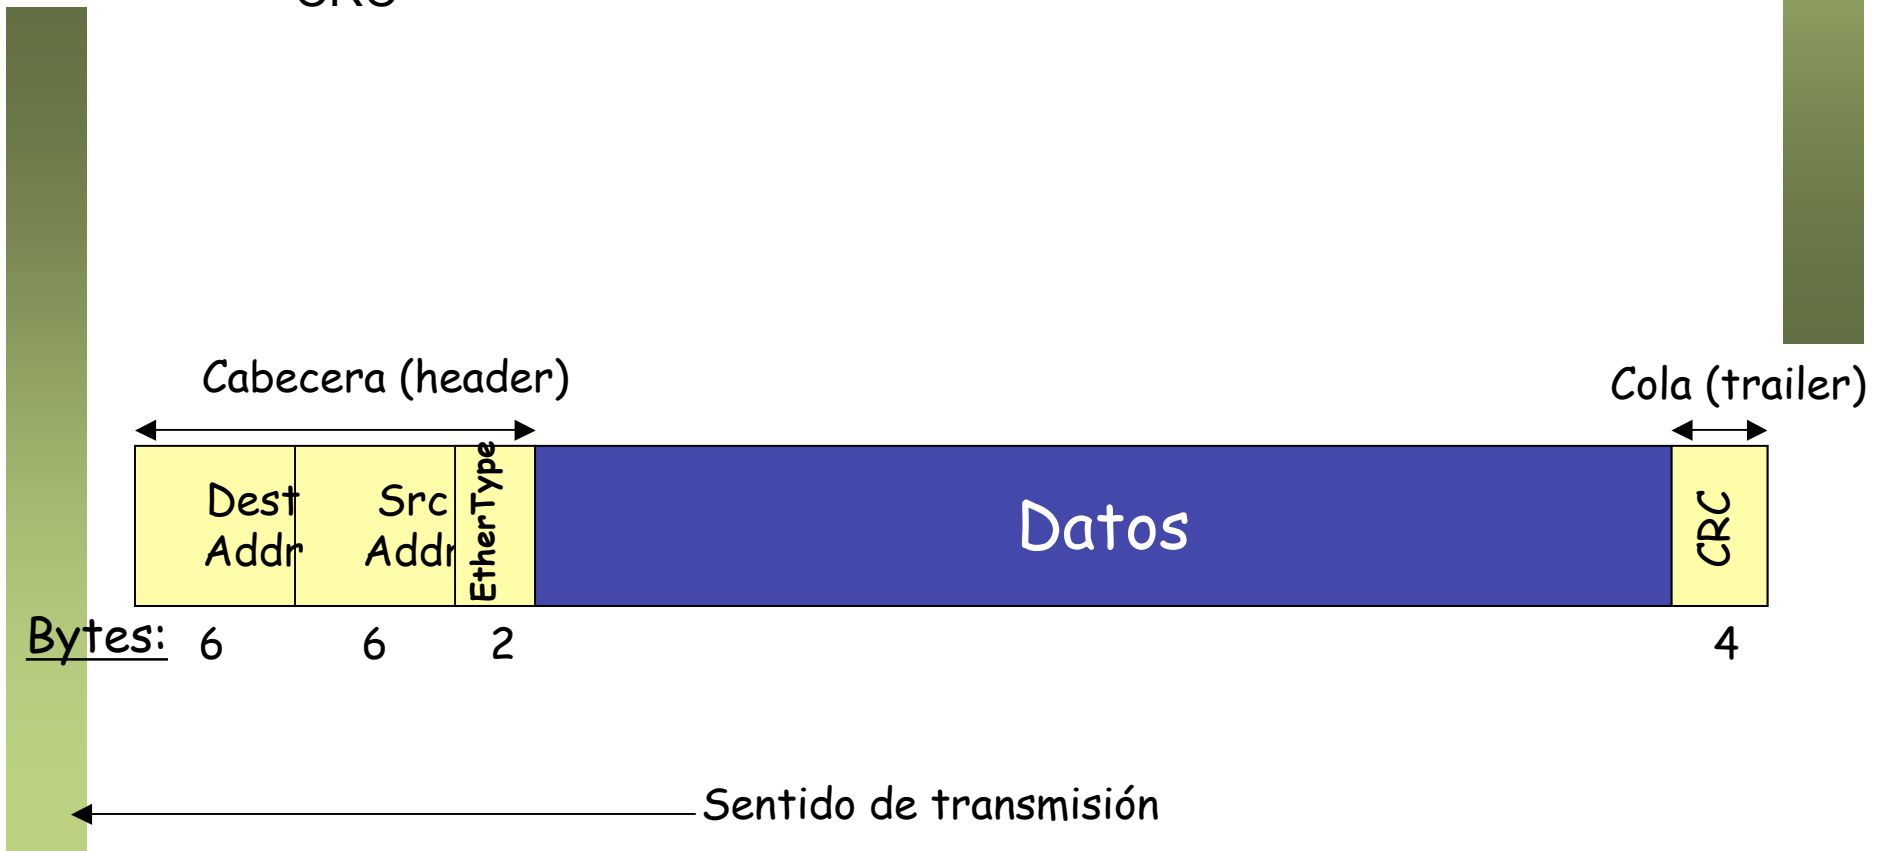 CRC
Cabecera (header)
Cola (trailer)
Dest
Addr
Src
Addr
EtherType
Datos
CRC
Bytes:
6
6
2
4
Sentido de transmisión